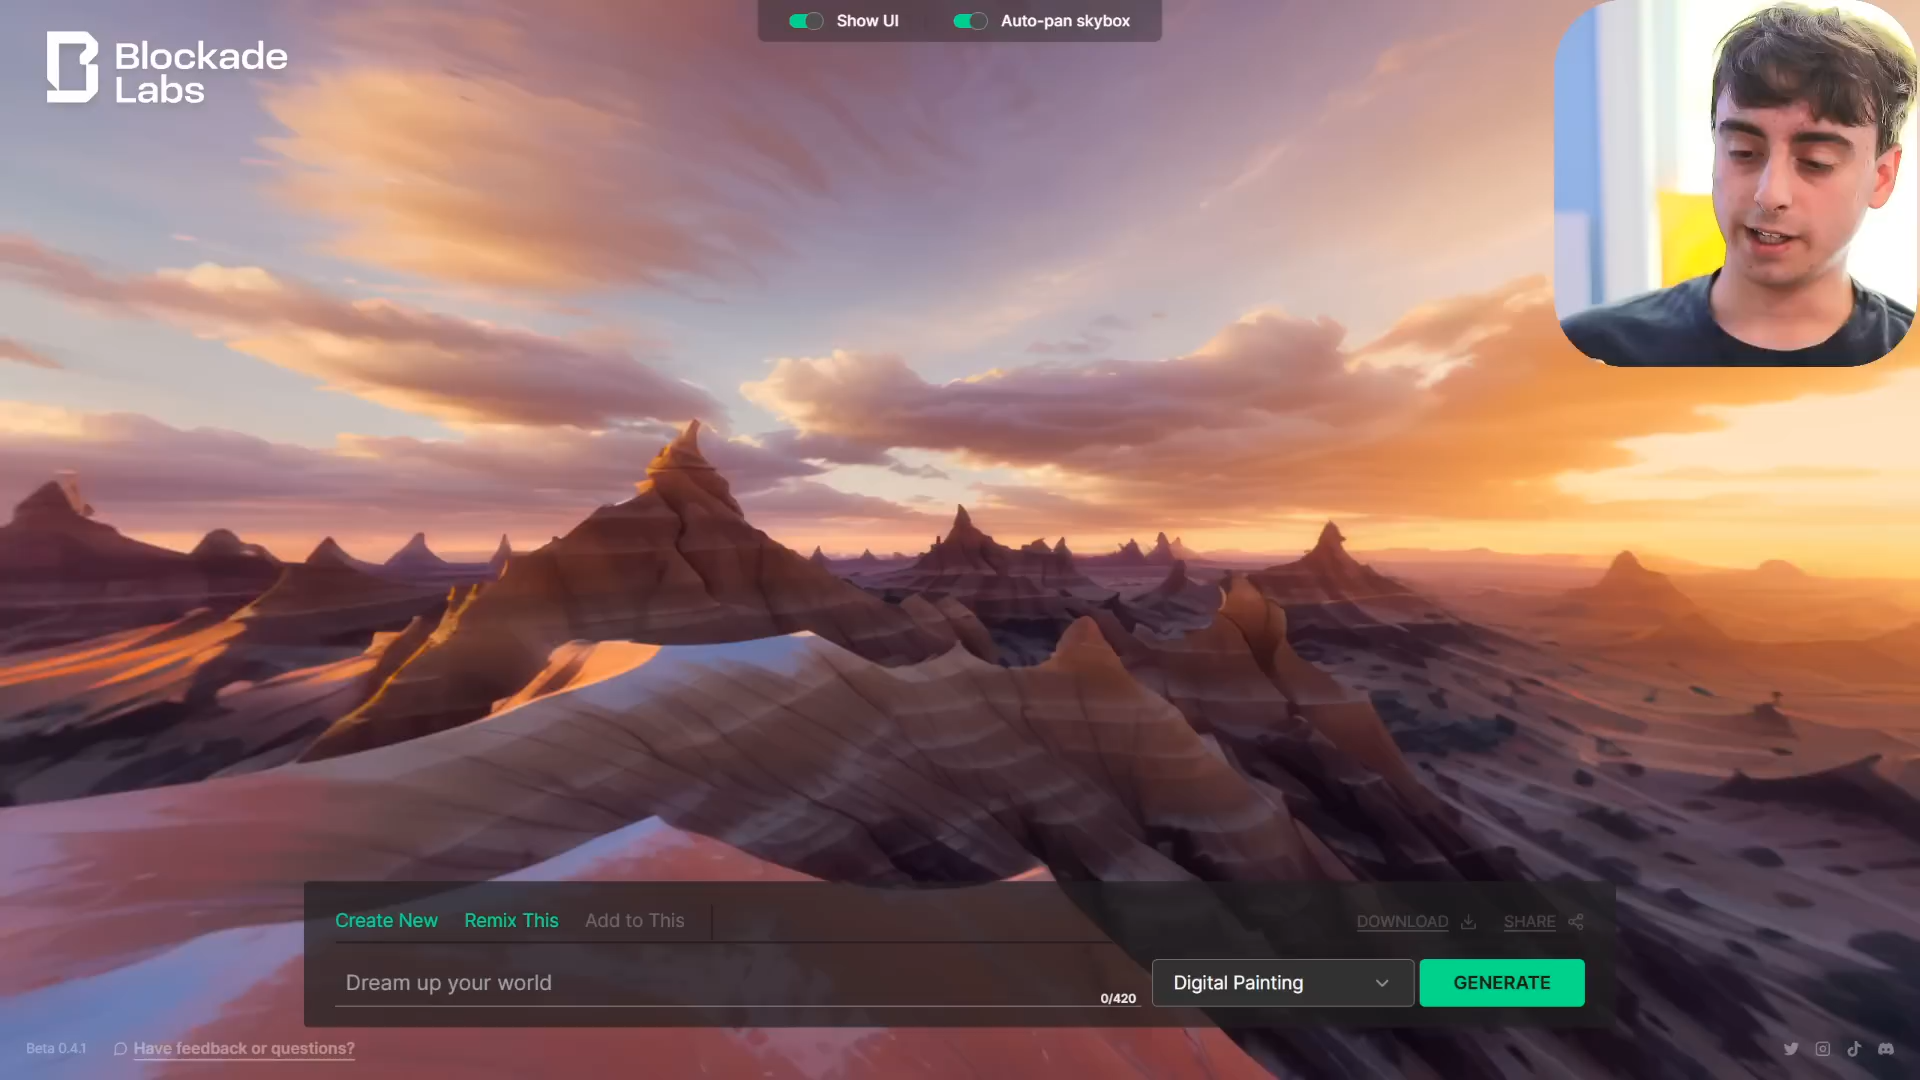 Show UI
Auto-pan skybox
Blockade
Labs
Create New
Remix This
Add to This
DOWNLOAD
SHARE
Dream up your world
0/420
Digital Painting
GENERATE
Beta 0.4.1
Have feedback or questions?